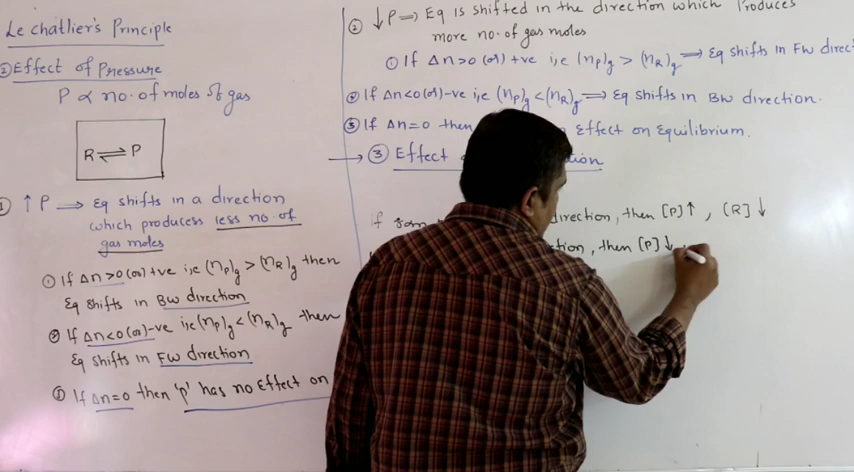 Le chatlier's Principle
② Effect of Pressure
P ∝ no. of moles of gas
R ⇌ P
① ↑ P ⟹ Eq shifts in a direction
which producess less no. of
gas moles
① If Δn>0 (or) +ve i,e (nP)g > (nR)g then
Eq shifts in BW direction
② If Δn<0 (or) -ve i,e (nP)g < (nR)g then
Eq shifts in FW direction
③ If Δn=0 then 'P' has no Effect on
② ↓P ⟹ Eq is shifted in the direction which Produces
more no. of gas moles
① If Δn>0 (or) +ve i,e (nP)g > (nR)g ⟹ Eq shifts in FW direc
② If Δn<0 (or) -ve i,e (nP)g < (nR)g ⟹ Eq shifts in BW direction.
③ If Δn=0 then Effect on Equilibrium.
→ ③ Effect
If direction, then [P]↑ , [R]↓
then [P]↓ ,